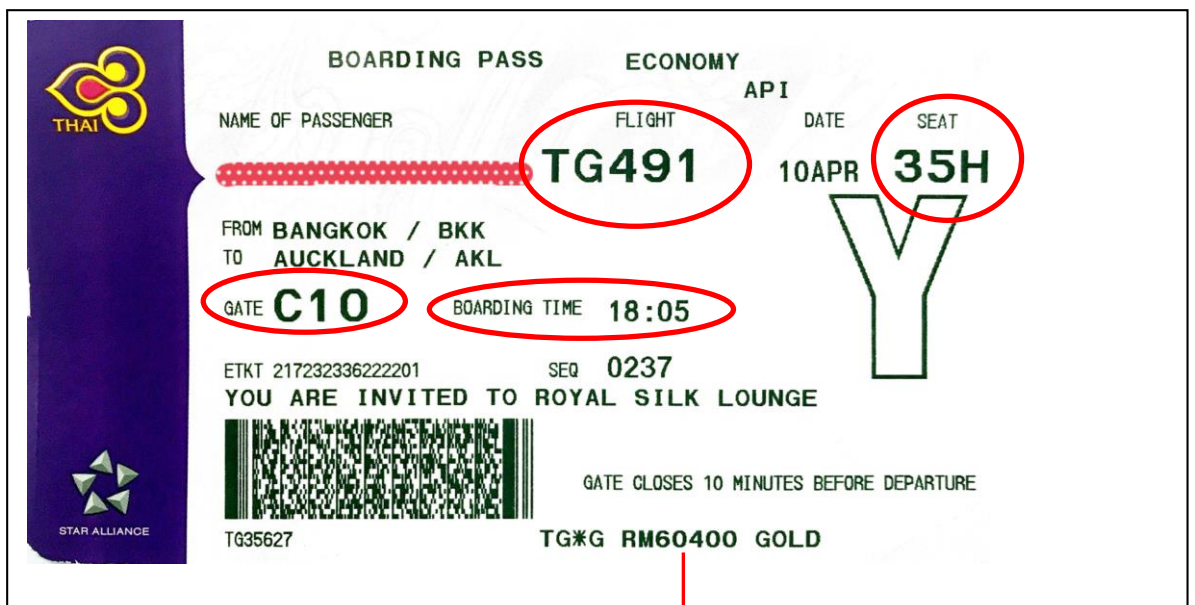 BOARDING PASS ECONOMY
API
THAI
NAME OF PASSENGER FLIGHT DATE SEAT
TG491 10APR 35H
FROM BANGKOK / BKK
TO AUCKLAND / AKL
Y
GATE C10 BOARDING TIME 18:05
ETKT 217232336222201 SEQ 0237
YOU ARE INVITED TO ROYAL SILK LOUNGE
GATE CLOSES 10 MINUTES BEFORE DEPARTURE
STAR ALLIANCE
TG35627 TG*G RM60400 GOLD